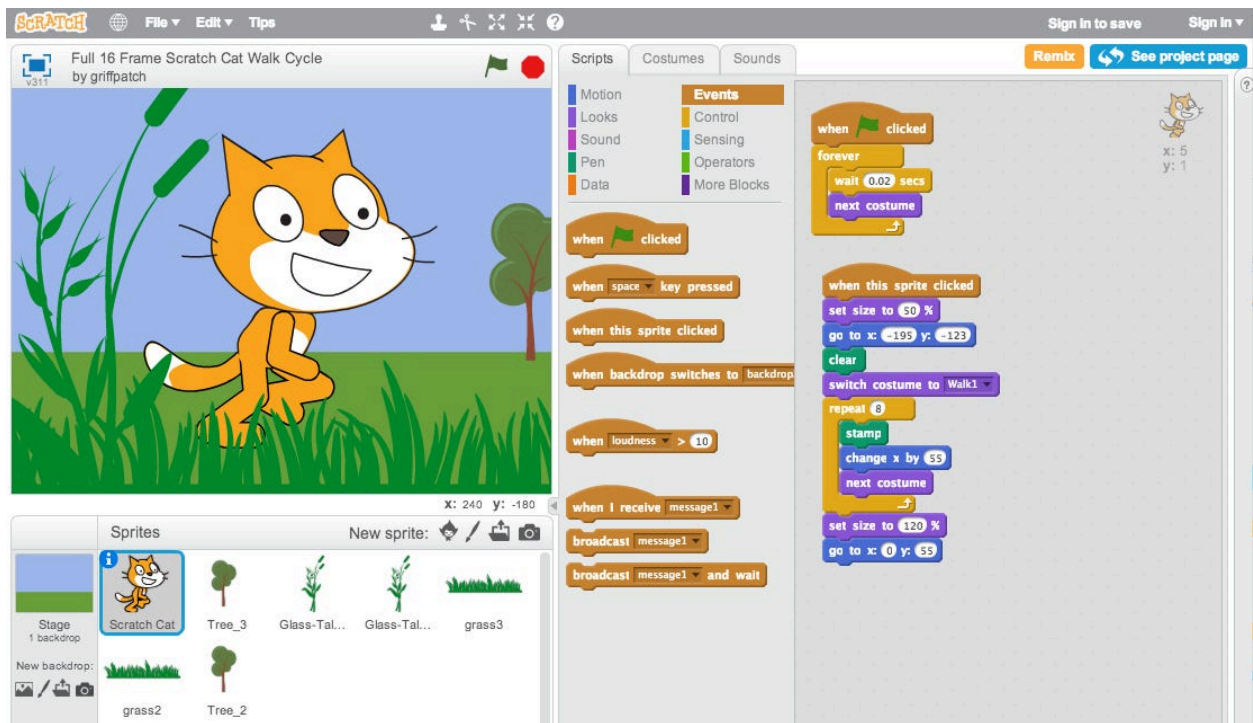 SCRATCH File Edit Tips Sign in to save Sign in
v311
Full 16 Frame Scratch Cat Walk Cycle
by griffpatch
x: 240 y: -180
Sprites New sprite:
Stage
1 backdrop
New backdrop:
Scratch Cat Tree_3 Glass-Tal... Glass-Tal... grass3
grass2 Tree_2
Scripts Costumes Sounds
Remix See project page
Motion Events
Looks Control
Sound Sensing
Pen Operators
Data More Blocks
when clicked
when space key pressed
when this sprite clicked
when backdrop switches to backdrop
when loudness > 10
when I receive message1
broadcast message1
broadcast message1 and wait
when clicked
forever
wait 0.02 secs
next costume
x: 5
y: 1
when this sprite clicked
set size to 50 %
go to x: -195 y: -123
clear
switch costume to Walk1
repeat 8
stamp
change x by 55
next costume
set size to 120 %
go to x: 0 y: 55